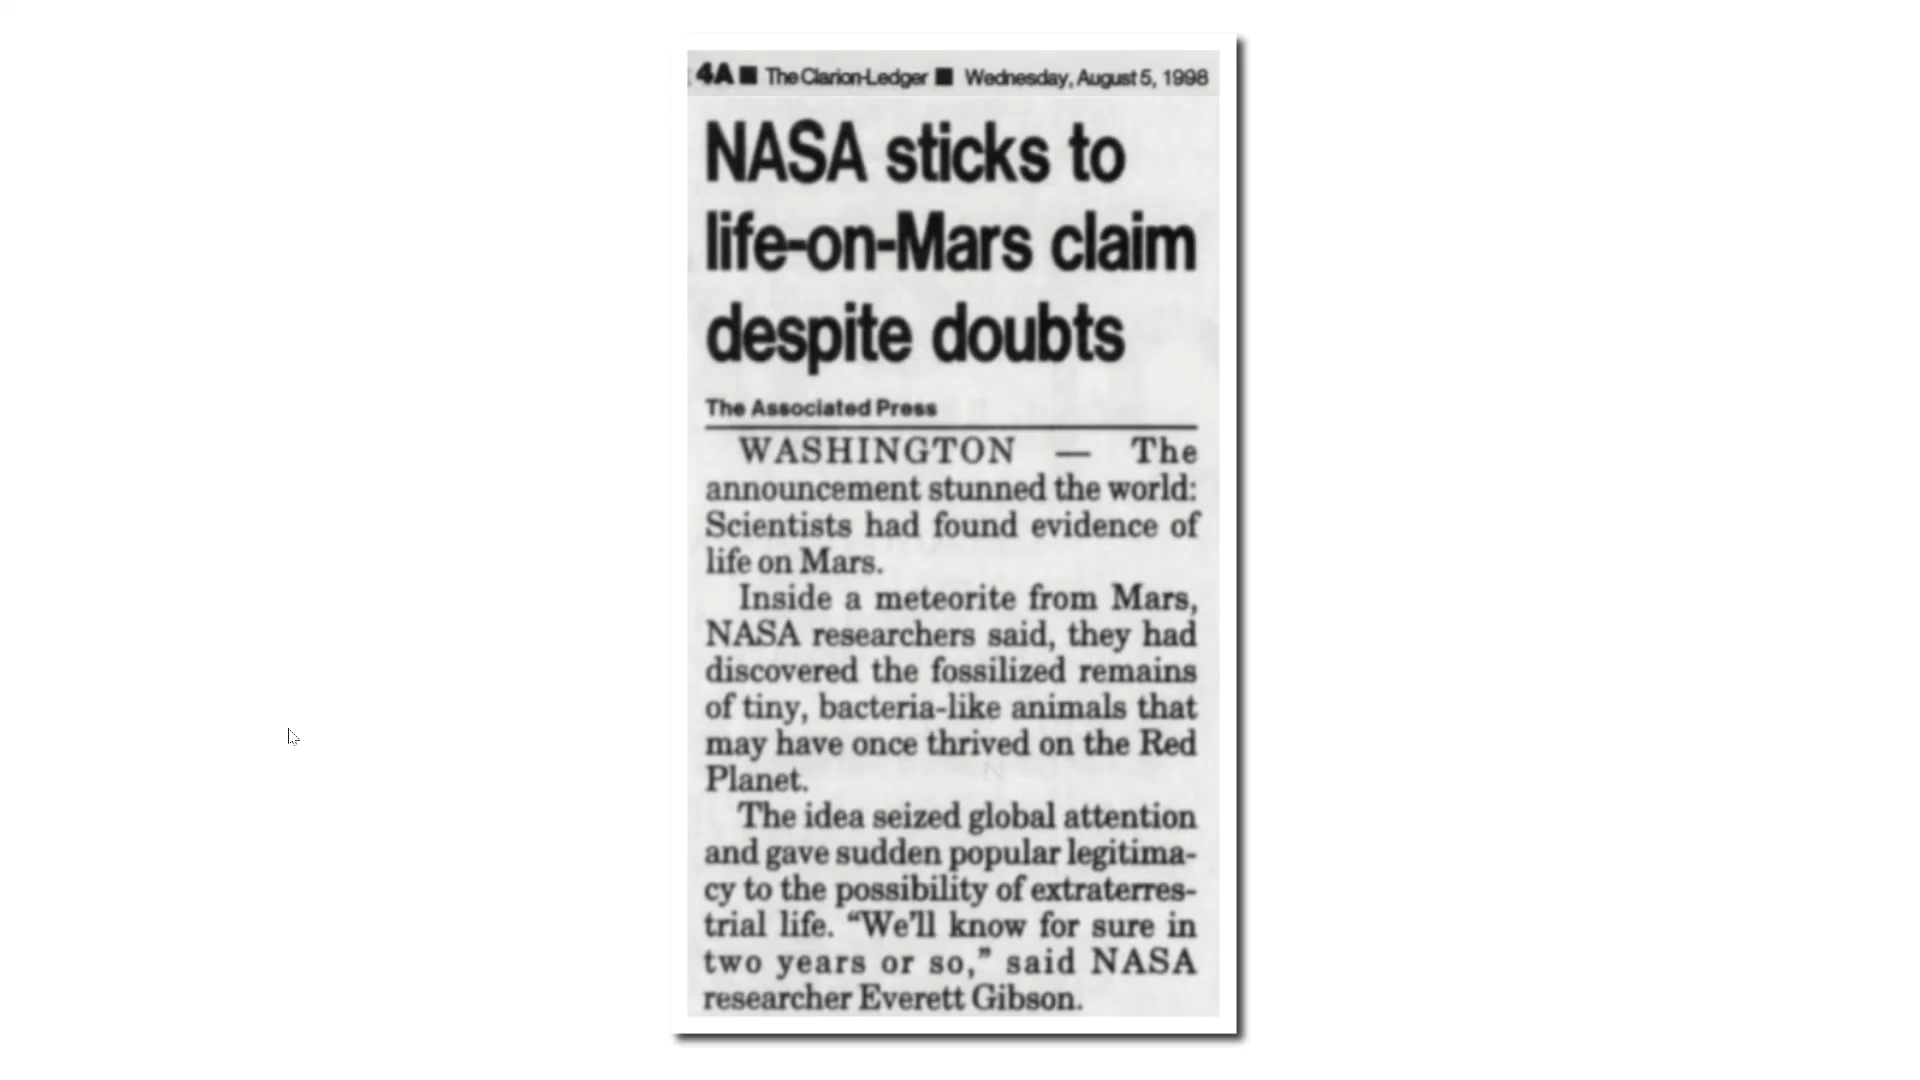 4A ■ The Clarion-Ledger ■ Wednesday, August 5, 1998
NASA sticks to
life-on-Mars claim
despite doubts
The Associated Press
WASHINGTON — The
announcement stunned the world:
Scientists had found evidence of
life on Mars.
Inside a meteorite from Mars,
NASA researchers said, they had
discovered the fossilized remains
of tiny, bacteria-like animals that
may have once thrived on the Red
Planet.
The idea seized global attention
and gave sudden popular legitima-
cy to the possibility of extraterres-
trial life. “We’ll know for sure in
two years or so,” said NASA
researcher Everett Gibson.